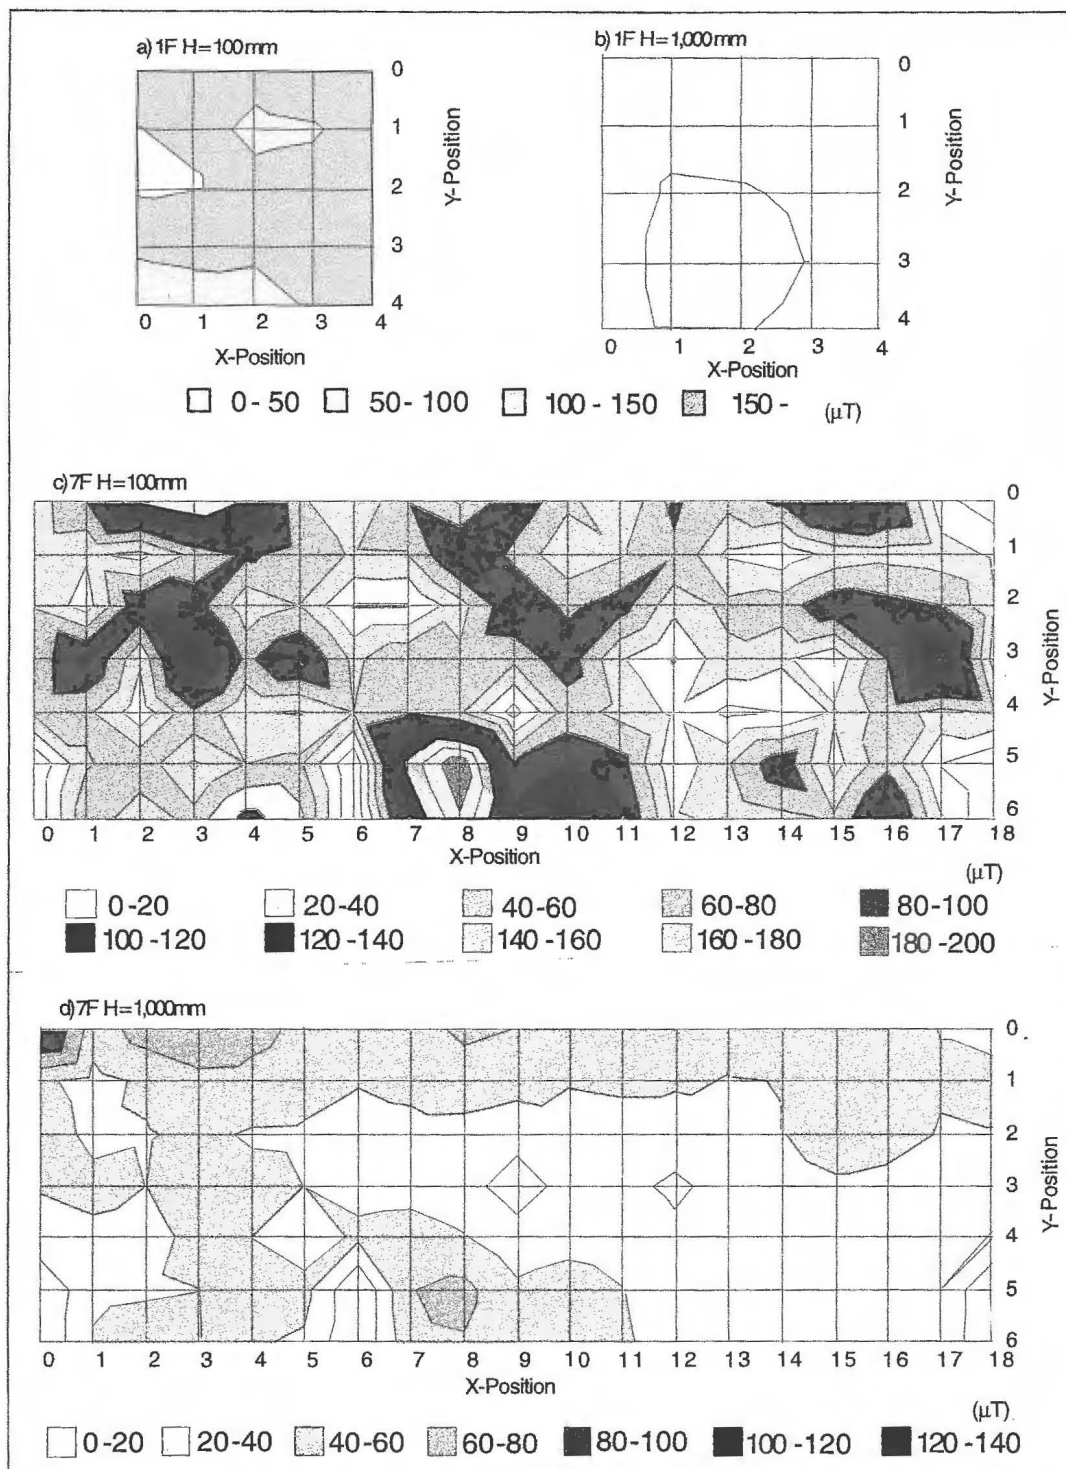 a) 1F H=100mm
b) 1F H=1,000mm
0
1
2
3
4
Y-Position
0 1 2 3 4
X-Position
0
1
2
3
4
Y-Position
0 1 2 3 4
X-Position
0-50 50-100 100-150 150- (μT)
c) 7F H=100mm
0
1
2
3
4
5
6
Y-Position
0 1 2 3 4 5 6 7 8 9 10 11 12 13 14 15 16 17 18
X-Position
(μT)
0-20 20-40 40-60 60-80 80-100
100-120 120-140 140-160 160-180 180-200
d) 7F H=1,000mm
0
1
2
3
4
5
6
Y-Position
0 1 2 3 4 5 6 7 8 9 10 11 12 13 14 15 16 17 18
X-Position
(μT)
0-20 20-40 40-60 60-80 80-100 100-120 120-140